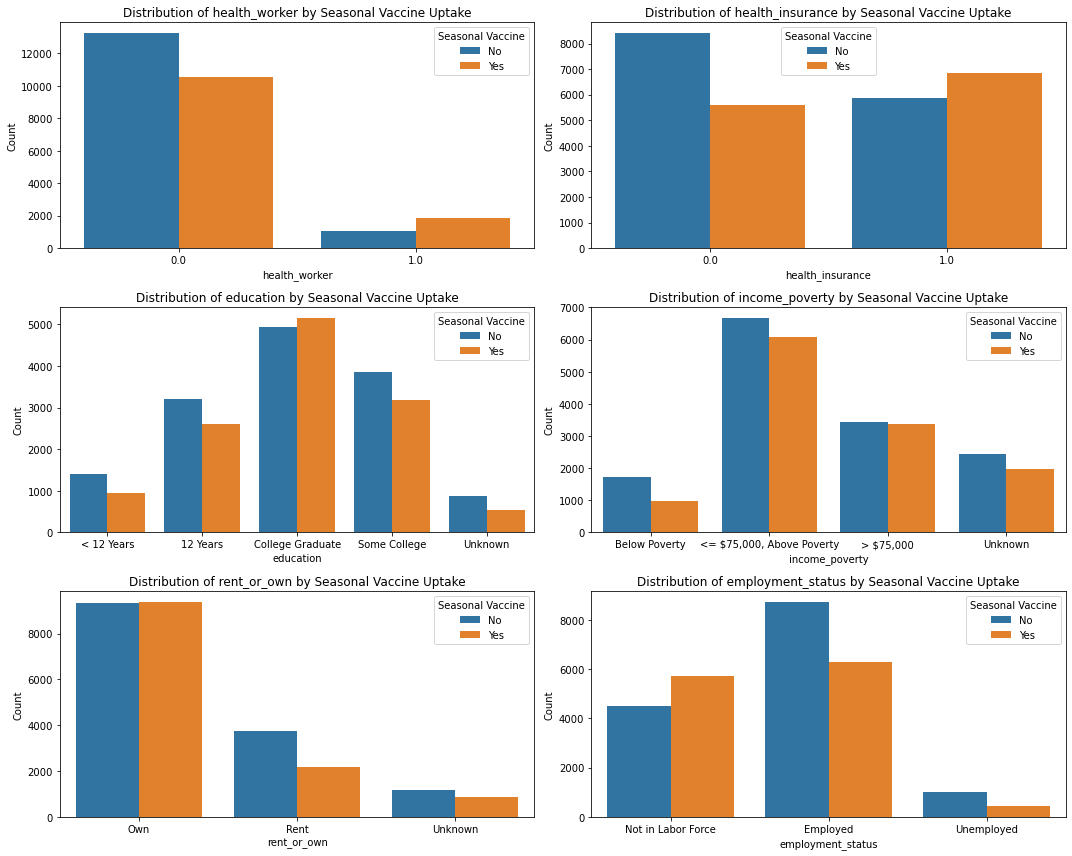 Distribution of health_worker by Seasonal Vaccine Uptake
Count
12000
10000
8000
6000
4000
2000
0
Seasonal Vaccine
No
Yes
0.0 1.0
health_worker
Distribution of health_insurance by Seasonal Vaccine Uptake
Count
8000
7000
6000
5000
4000
3000
2000
1000
0
Seasonal Vaccine
No
Yes
0.0 1.0
health_insurance
Distribution of education by Seasonal Vaccine Uptake
Count
5000
4000
3000
2000
1000
0
Seasonal Vaccine
No
Yes
< 12 Years 12 Years College Graduate Some College Unknown
education
Distribution of income_poverty by Seasonal Vaccine Uptake
Count
7000
6000
5000
4000
3000
2000
1000
0
Seasonal Vaccine
No
Yes
Below Poverty <= $75,000, Above Poverty > $75,000 Unknown
income_poverty
Distribution of rent_or_own by Seasonal Vaccine Uptake
Count
8000
6000
4000
2000
0
Seasonal Vaccine
No
Yes
Own Rent Unknown
rent_or_own
Distribution of employment_status by Seasonal Vaccine Uptake
Count
8000
6000
4000
2000
0
Seasonal Vaccine
No
Yes
Not in Labor Force Employed Unemployed
employment_status